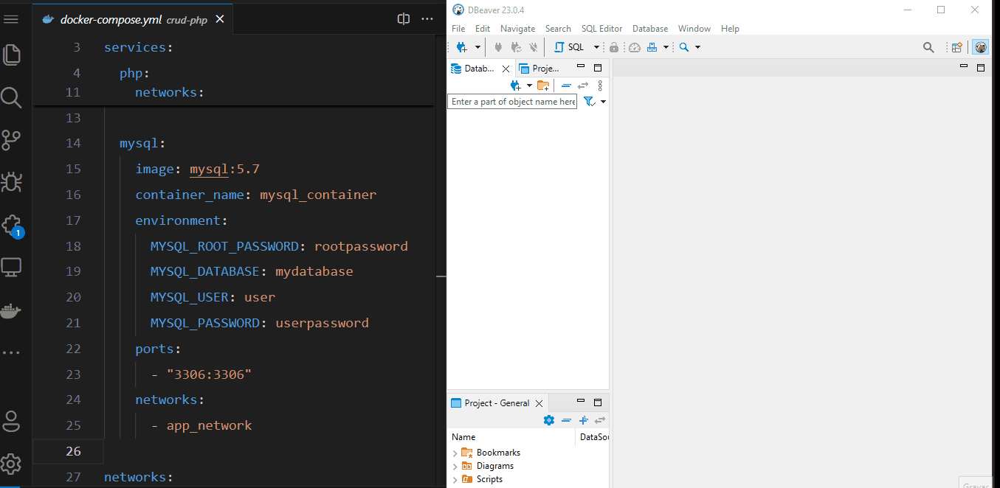 docker-compose.yml crud-php
3 services:
4 php:
11 networks:
13
14 mysql:
15 image: mysql:5.7
16 container_name: mysql_container
17 environment:
18 MYSQL_ROOT_PASSWORD: rootpassword
19 MYSQL_DATABASE: mydatabase
20 MYSQL_USER: user
21 MYSQL_PASSWORD: userpassword
22 ports:
23 - "3306:3306"
24 networks:
25 - app_network
26
27 networks:
1
DBeaver 23.0.4
File Edit Navigate Search SQL Editor Database Window Help
SQL
Datab... Proje...
Enter a part of object name here
Project - General
Name DataSou
Bookmarks
Diagrams
Scripts